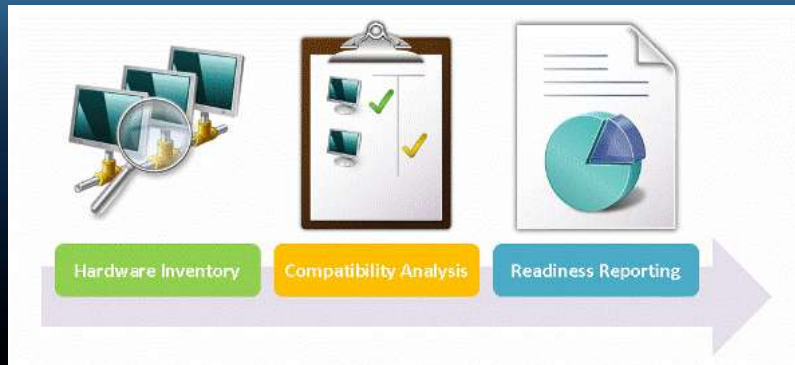 Hardware Inventory
Compatibility Analysis
Readiness Reporting